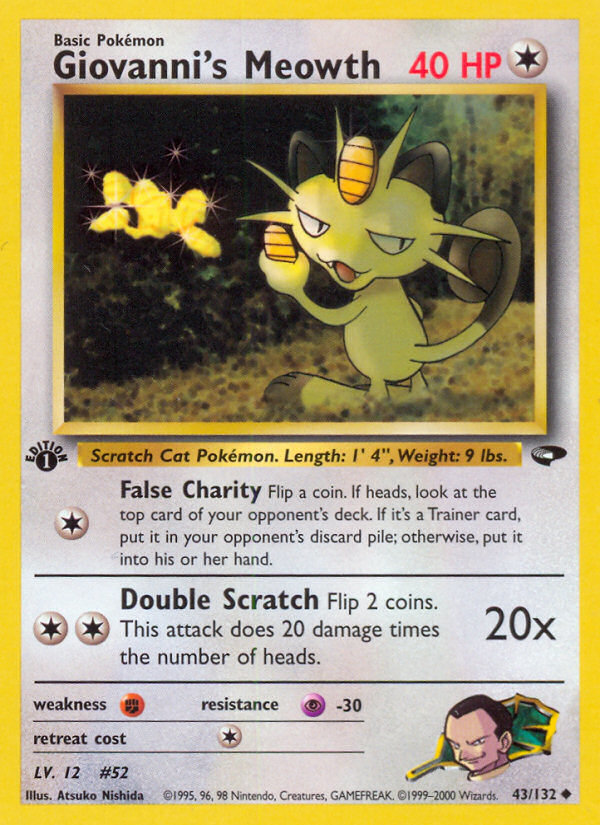 Basic Pokémon
Giovanni's Meowth 40 HP
EDITION
1
Scratch Cat Pokémon. Length: 1' 4", Weight: 9 lbs.
False Charity Flip a coin. If heads, look at the
top card of your opponent's deck. If it's a Trainer card,
put it in your opponent's discard pile; otherwise, put it
into his or her hand.
Double Scratch Flip 2 coins.
This attack does 20 damage times
the number of heads.
20x
weakness resistance -30
retreat cost
LV. 12 #52
Illus. Atsuko Nishida ©1995, 96, 98 Nintendo, Creatures, GAMEFREAK. ©1999–2000 Wizards. 43/132